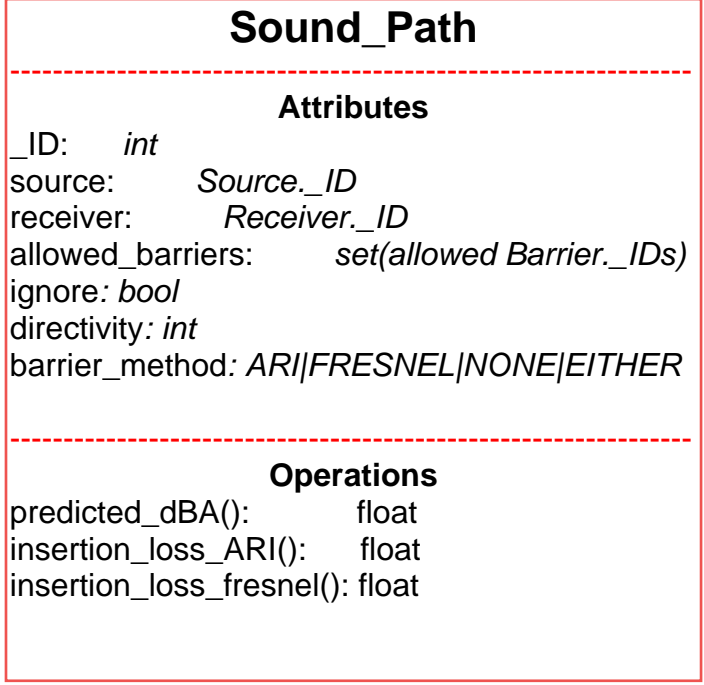 Sound_Path
Attributes
_ID: int
source: Source._ID
receiver: Receiver._ID
allowed_barriers: set(allowed Barrier._IDs)
ignore: bool
directivity: int
barrier_method: ARI|FRESNEL|NONE|EITHER
Operations
predicted_dBA(): float
insertion_loss_ARI(): float
insertion_loss_fresnel(): float